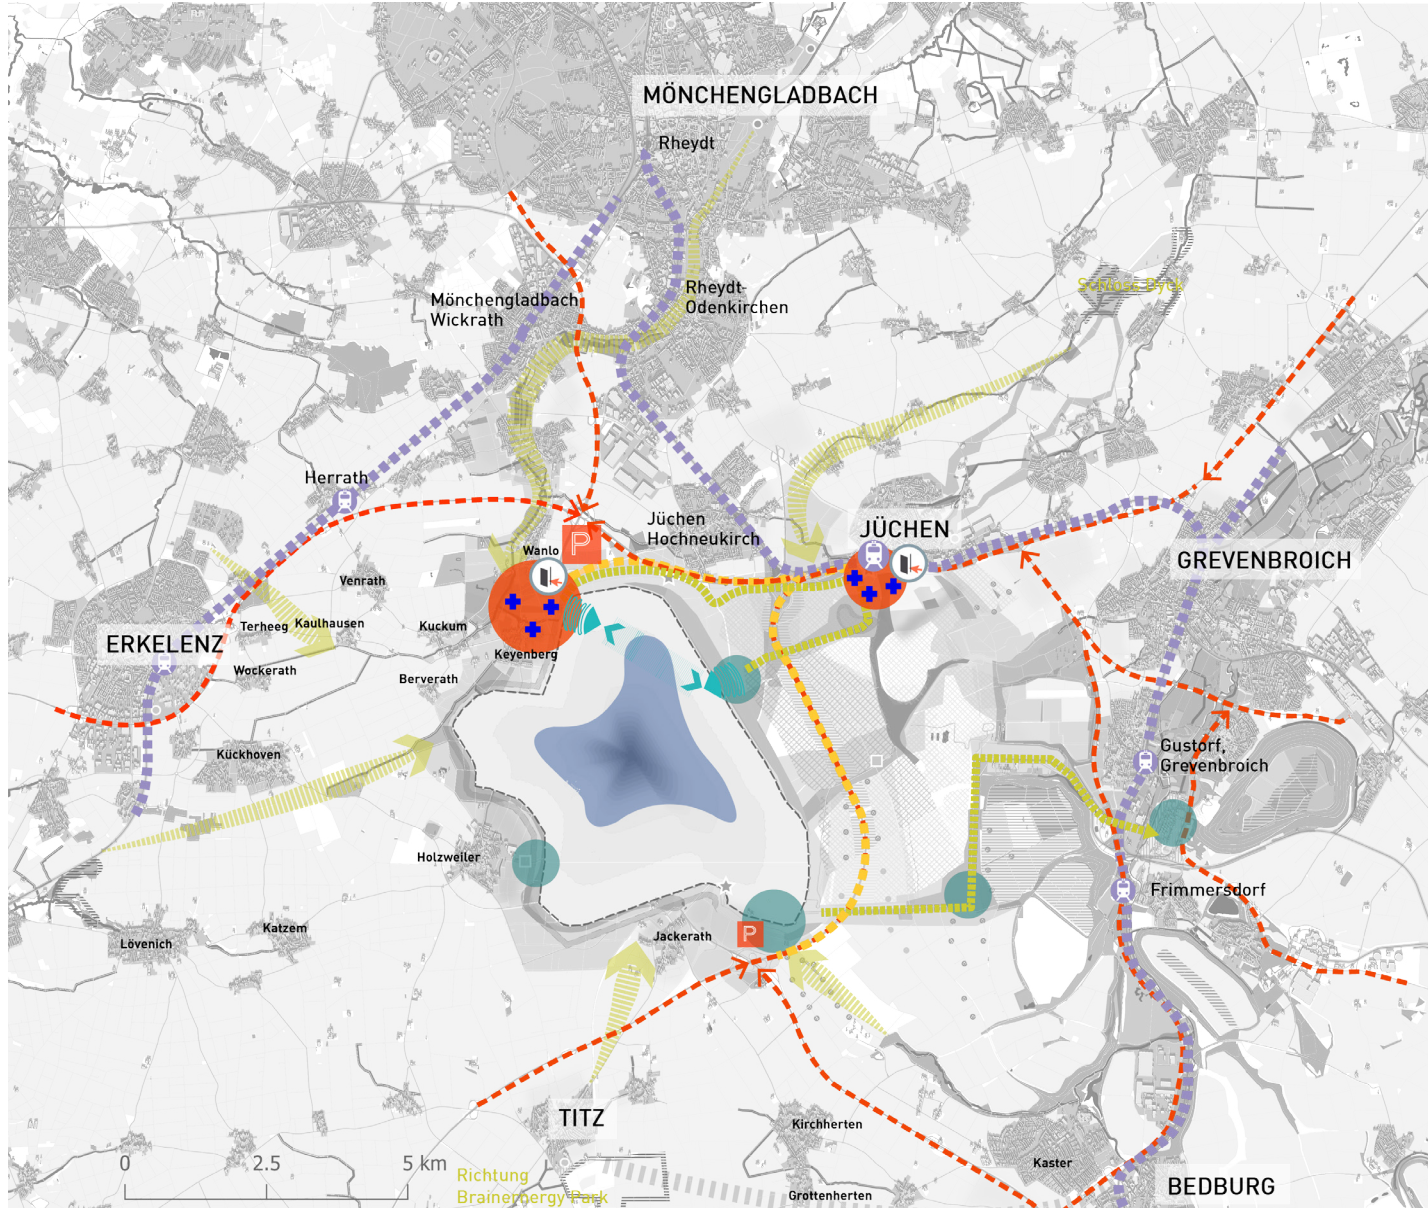 MÖNCHENGLADBACH
Rheydt
Schloss Dyck
Rheydt-
Odenkirchen
Mönchengladbach
Wickrath
Herrath
Jüchen
Hochneukirch
JÜCHEN
P
Wanlo
GREVENBROICH
Venrath
Terheeg
Kaulhausen
Kuckum
ERKELENZ
Keyenberg
Wockerath
Berverath
Kückhoven
Gustorf,
Grevenbroich
Holzweiler
Frimmersdorf
Katzem
Lövenich
Jackerath
P
TITZ
Kirchherten
Kaster
0 2.5 5 km
Richtung
Brainerbergy Park
Grottenherten
BEDBURG